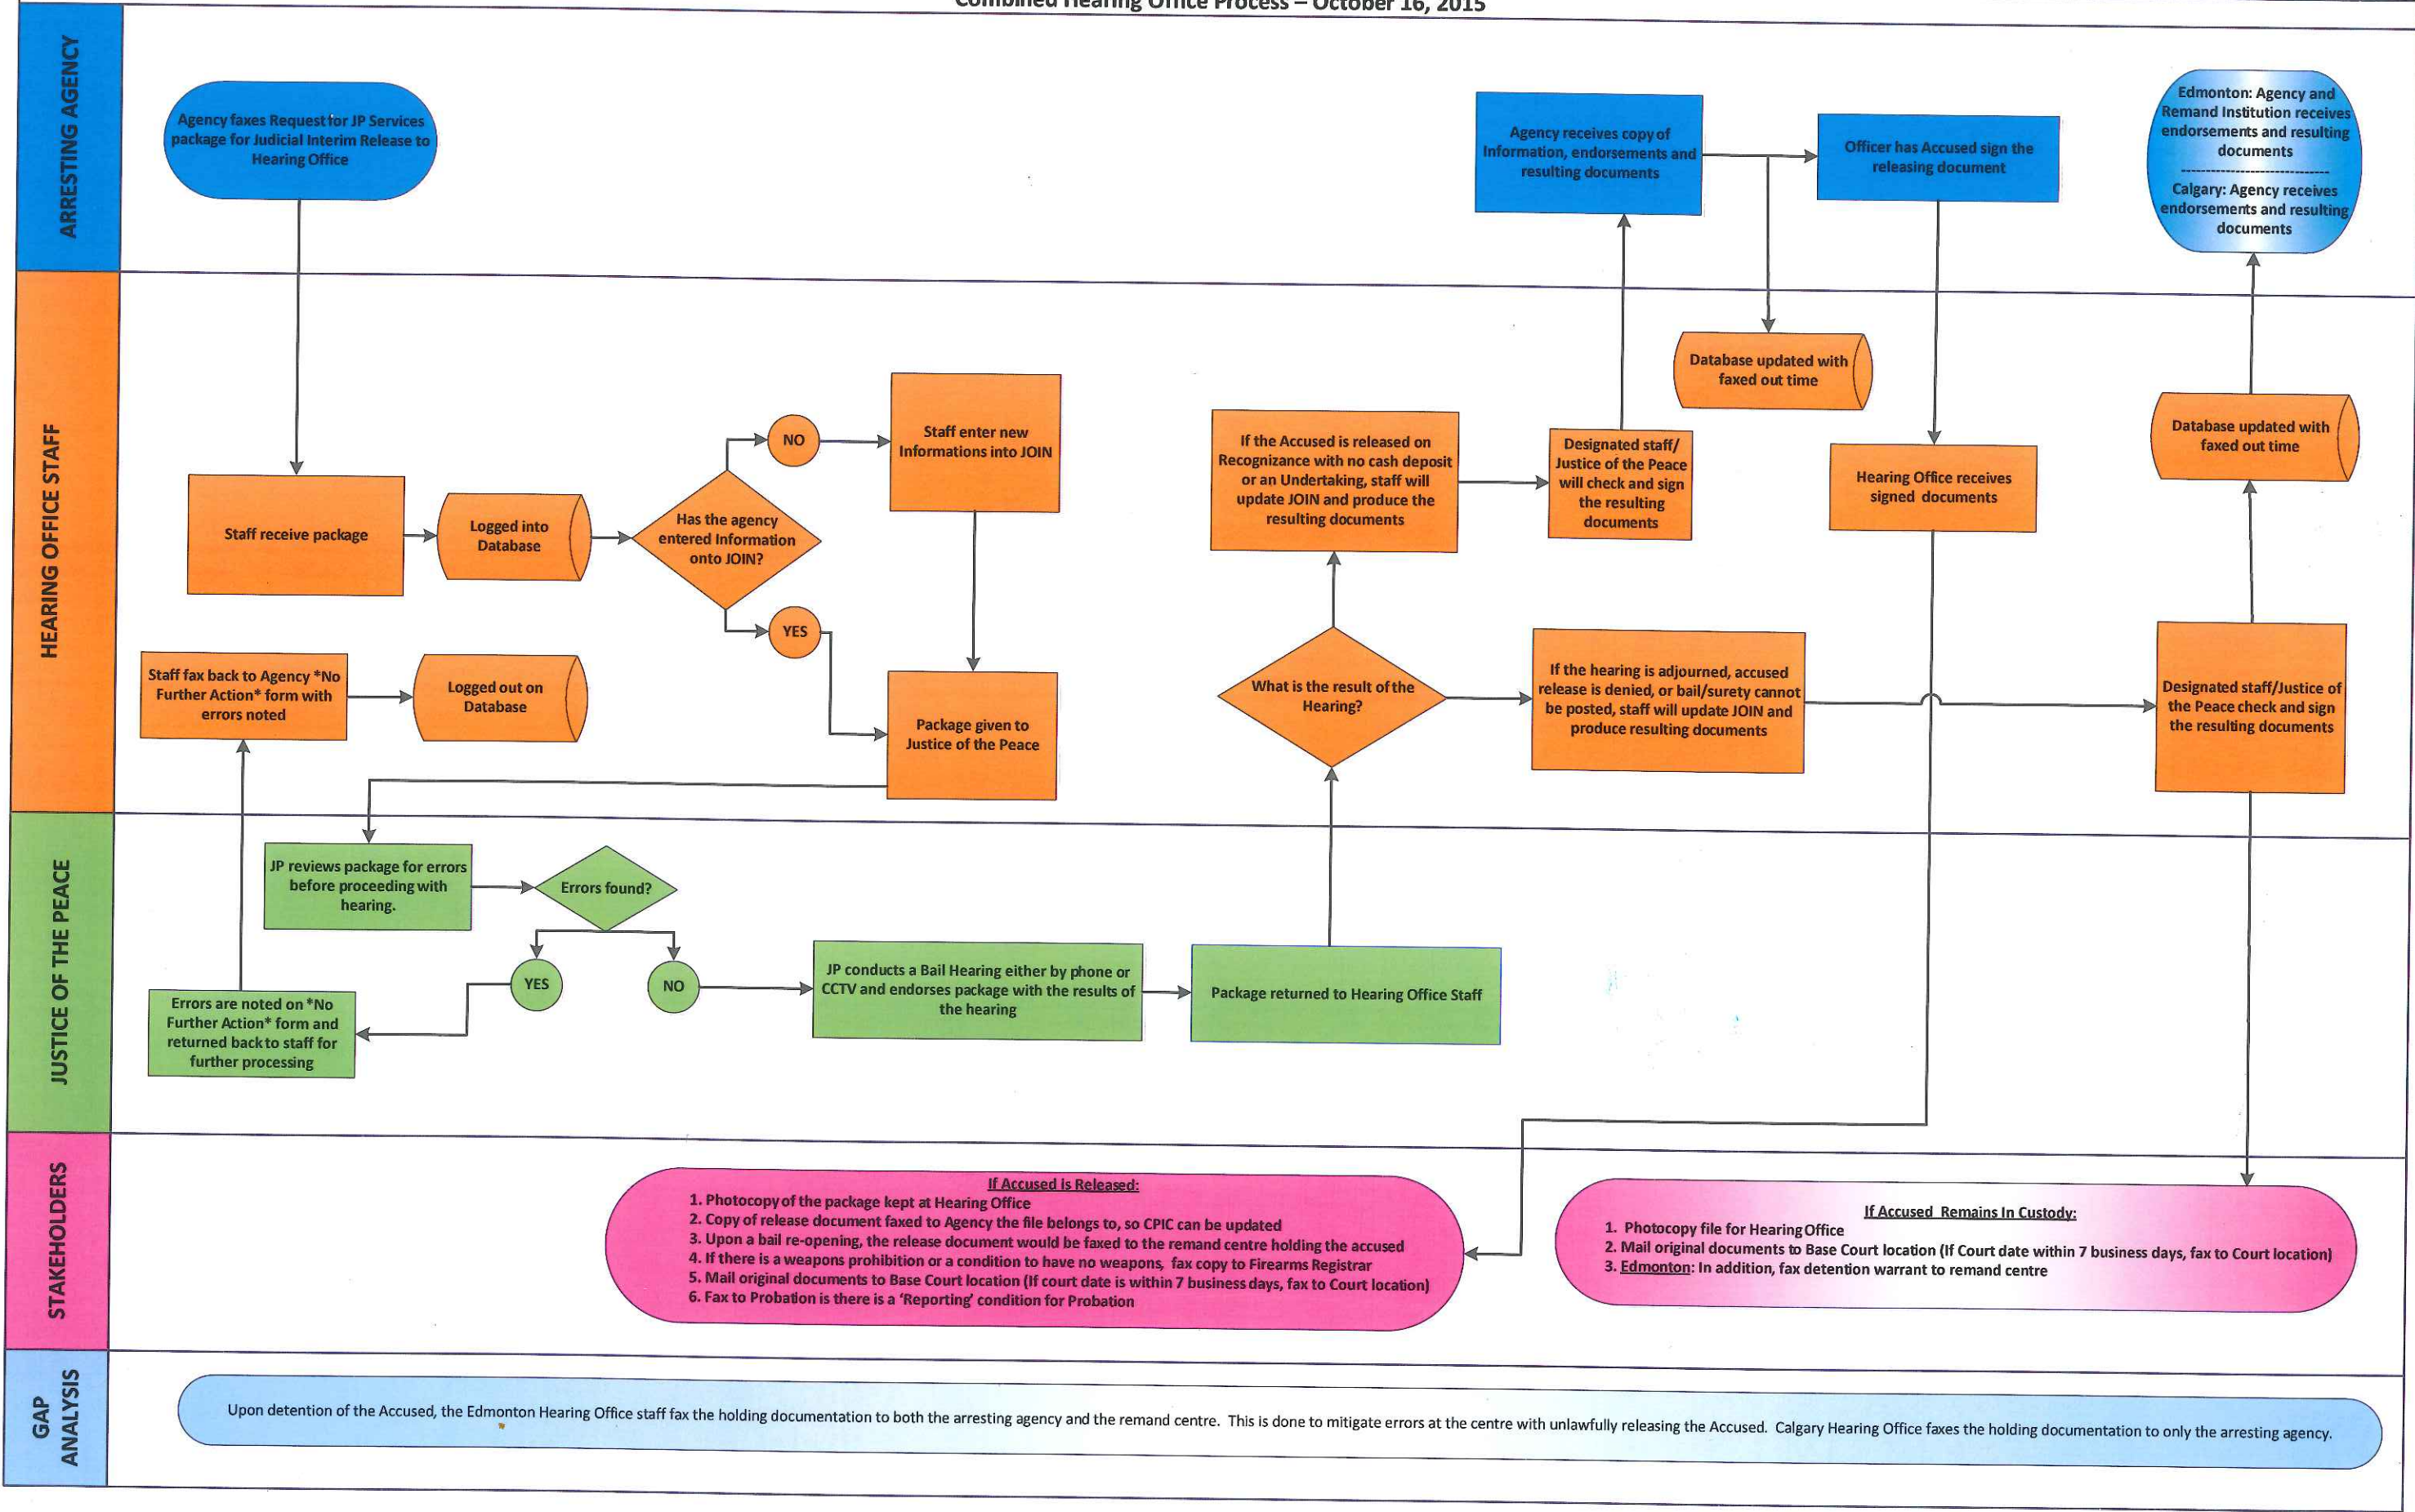 Combined Hearing Office Process – October 16, 2015
ARRESTING AGENCY
Agency faxes Request for JP Services
package for Judicial Interim Release to
Hearing Office
Agency receives copy of
Information, endorsements and
resulting documents
Officer has Accused sign the
releasing document
Edmonton: Agency and
Remand Institution receives
endorsements and resulting
documents
------------------------------
Calgary: Agency receives
endorsements and resulting
documents
HEARING OFFICE STAFF
Staff receive package
Logged into
Database
Has the agency
entered Information
onto JOIN?
NO
Staff enter new
Informations into JOIN
YES
Package given to
Justice of the Peace
Staff fax back to Agency *No
Further Action* form with
errors noted
Logged out on
Database
If the Accused is released on
Recognizance with no cash deposit
or an Undertaking, staff will
update JOIN and produce the
resulting documents
Designated staff/
Justice of the Peace
will check and sign
the resulting
documents
Database updated with
faxed out time
Hearing Office receives
signed documents
Database updated with
faxed out time
What is the result of the
Hearing?
If the hearing is adjourned, accused
release is denied, or bail/surety cannot
be posted, staff will update JOIN and
produce resulting documents
Designated staff/Justice of
the Peace check and sign
the resulting documents
JUSTICE OF THE PEACE
JP reviews package for errors
before proceeding with
hearing.
Errors found?
YES
NO
Errors are noted on *No
Further Action* form and
returned back to staff for
further processing
JP conducts a Bail Hearing either by phone or
CCTV and endorses package with the results of
the hearing
Package returned to Hearing Office Staff
STAKEHOLDERS
If Accused is Released:
1. Photocopy of the package kept at Hearing Office
2. Copy of release document faxed to Agency the file belongs to, so CPIC can be updated
3. Upon a bail re-opening, the release document would be faxed to the remand centre holding the accused
4. If there is a weapons prohibition or a condition to have no weapons, fax copy to Firearms Registrar
5. Mail original documents to Base Court location (If court date is within 7 business days, fax to Court location)
6. Fax to Probation is there is a ‘Reporting’ condition for Probation
If Accused Remains In Custody:
1. Photocopy file for Hearing Office
2. Mail original documents to Base Court location (If Court date within 7 business days, fax to Court location)
3. Edmonton: In addition, fax detention warrant to remand centre
GAP
ANALYSIS
Upon detention of the Accused, the Edmonton Hearing Office staff fax the holding documentation to both the arresting agency and the remand centre. This is done to mitigate errors at the centre with unlawfully releasing the Accused. Calgary Hearing Office faxes the holding documentation to only the arresting agency.